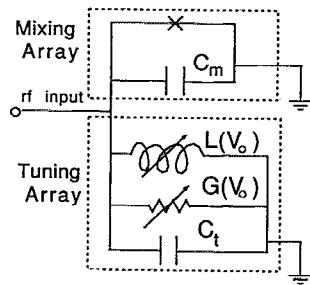 Mixing
Array
C_m
rf input
L(V_o)
Tuning
Array
G(V_o)
C_t